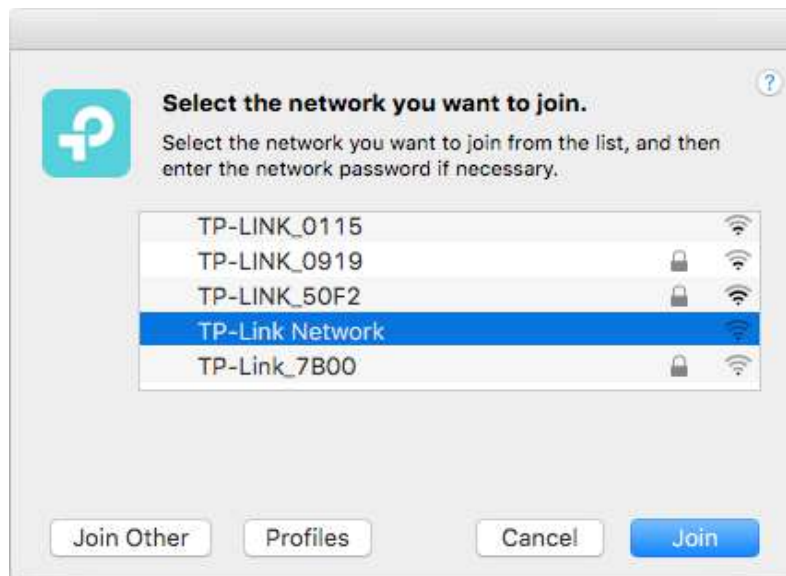 ?
Select the network you want to join.
Select the network you want to join from the list, and then
enter the network password if necessary.
TP-LINK_0115
TP-LINK_0919
TP-LINK_50F2
TP-Link Network
TP-Link_7B00
Join Other Profiles Cancel Join